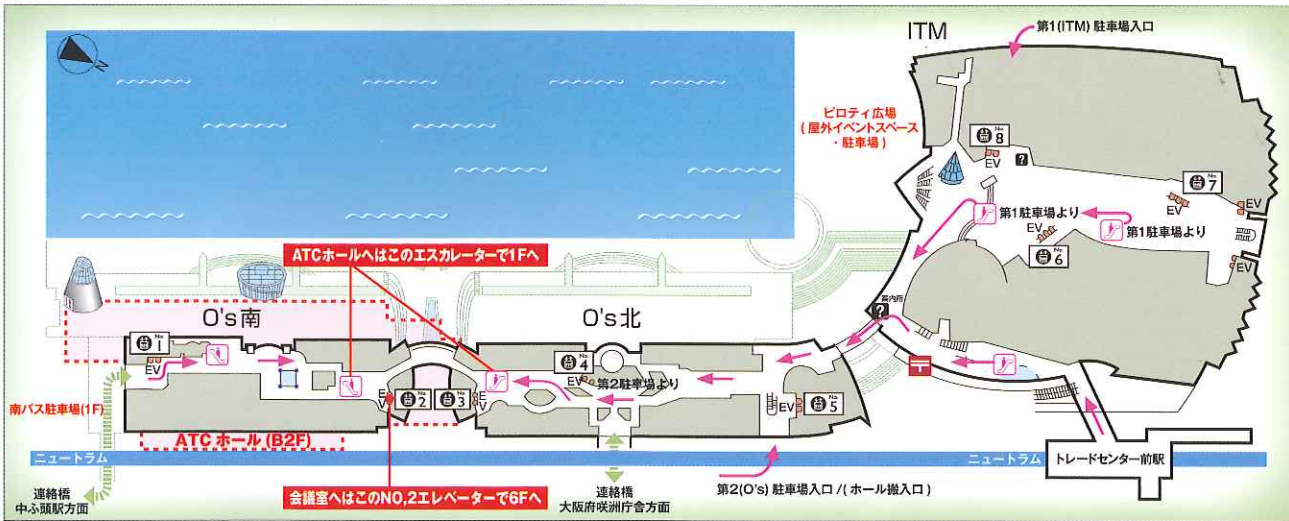 N
ITM
第1(ITM) 駐車場入口
ピロティ広場
( 屋外イベントスペース
・駐車場 )
No.
8
EV
?
No.
7
EV
EV
第1駐車場より
第1駐車場より
EV
No.
6
EV
ATCホールへはこのエスカレーターで1Fへ
案内所
?
O's南
O's北
No.
1
EV
No.
4
EV
第2駐車場より
EV
No.
2
No.
3
EV
EV
No.
5
南バス駐車場(1F)
ATC ホール (B2F)
ニュートラム
ニュートラム
トレードセンター前駅
連絡橋
中ふ頭駅方面
会議室へはこのNO,2エレベーターで6Fへ
連絡橋
大阪府咲洲庁舎方面
第2(O's) 駐車場入口 /( ホール搬入口 )